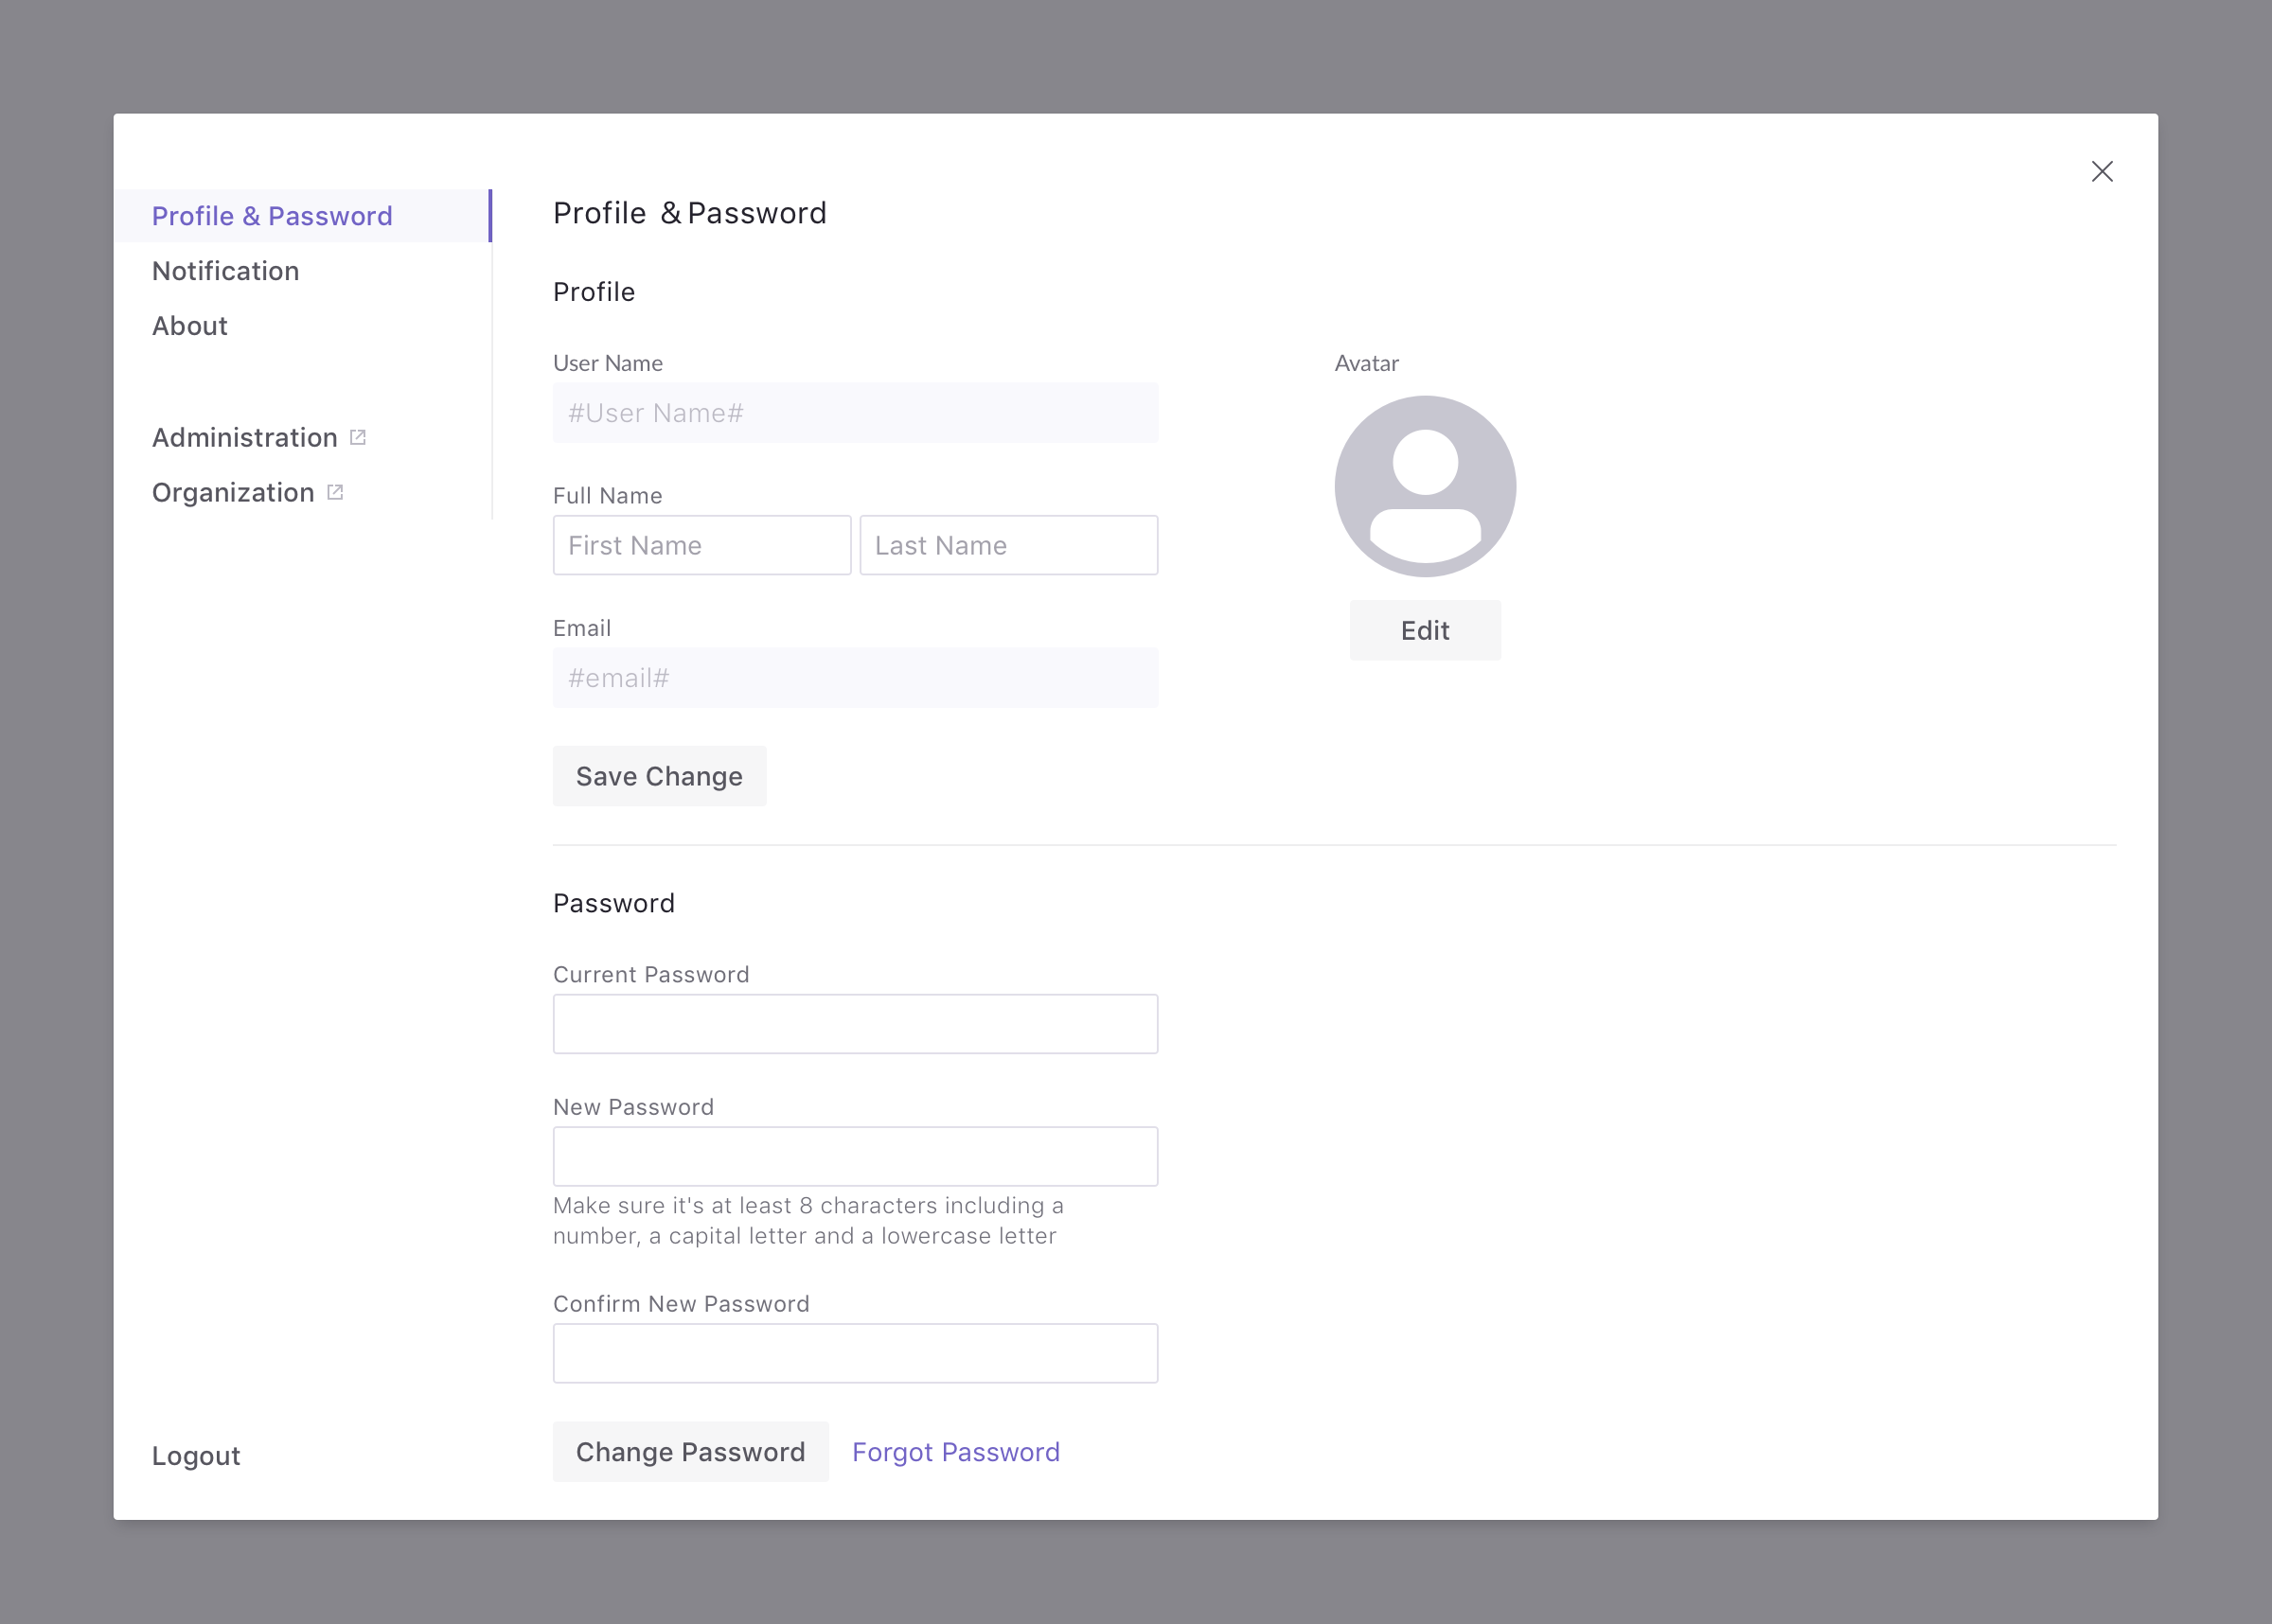 Profile & Password
Notification
About
Administration
Organization
Logout
Profile & Password
Profile
User Name
#User Name#
Full Name
First Name
Last Name
Email
#email#
Save Change
Avatar
Edit
Password
Current Password
New Password
Make sure it's at least 8 characters including a
number, a capital letter and a lowercase letter
Confirm New Password
Change Password
Forgot Password